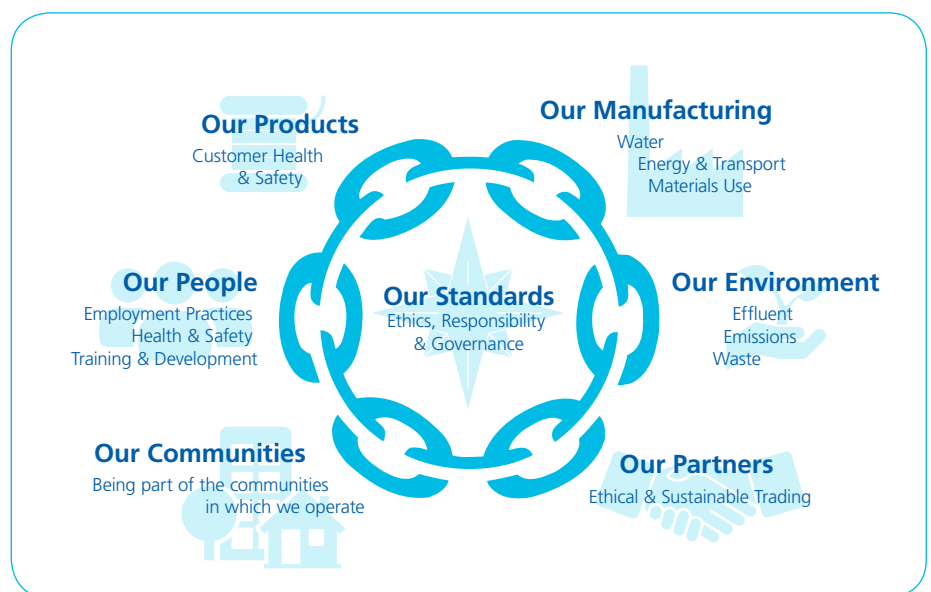 Our Products
Customer Health
& Safety
Our Manufacturing
Water
Energy & Transport
Materials Use
Our People
Employment Practices
Health & Safety
Training & Development
Our Standards
Ethics, Responsibility
& Governance
Our Environment
Effluent
Emissions
Waste
Our Communities
Being part of the communities
in which we operate
Our Partners
Ethical & Sustainable Trading